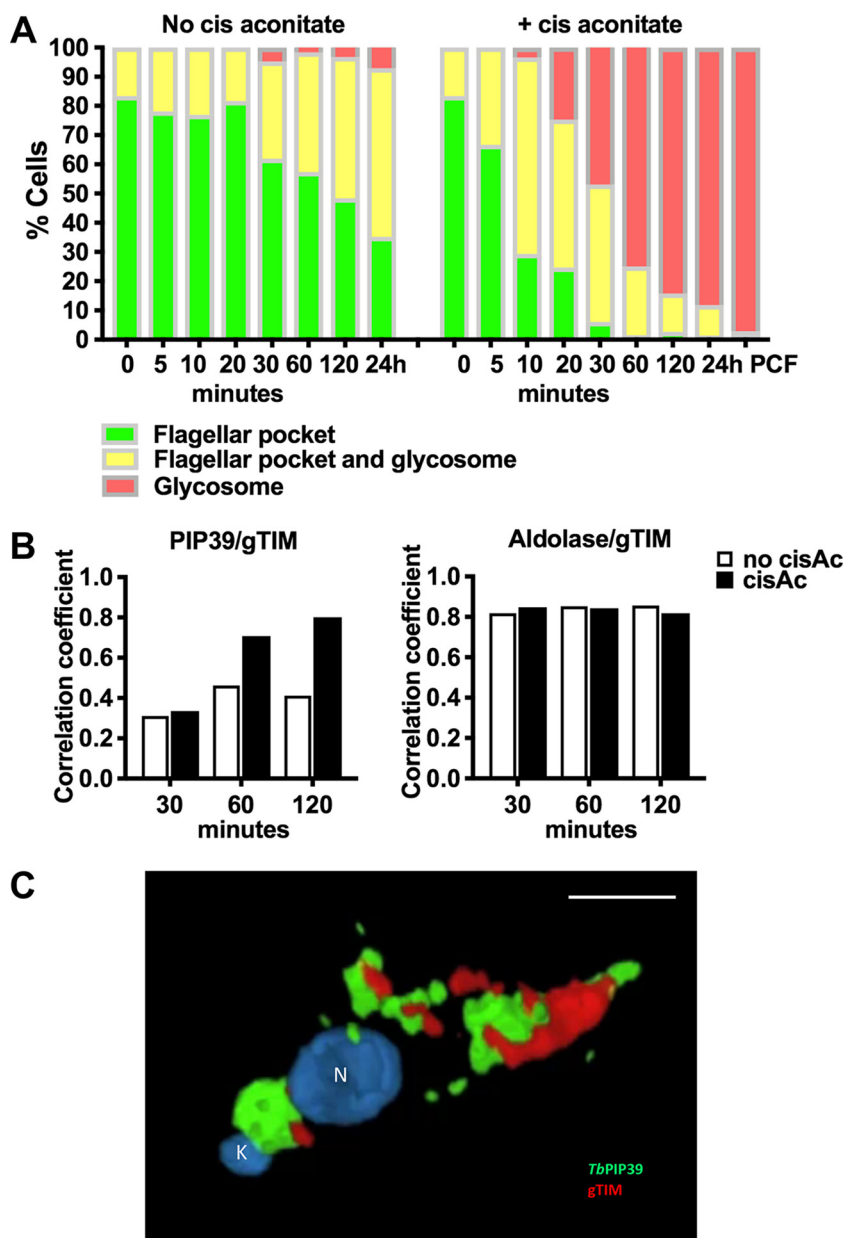 A
No cis aconitate
+ cis aconitate
100
90
80
70
60
50
40
30
20
10
0
% Cells
0 5 10 20 30 60 120 24h
minutes
0 5 10 20 30 60 120 24h PCF
minutes
Flagellar pocket
Flagellar pocket and glycosome
Glycosome
B
PIP39/gTIM
Correlation coefficient
1.0
0.8
0.6
0.4
0.2
0.0
30 60 120
minutes
Aldolase/gTIM
Correlation coefficient
1.0
0.8
0.6
0.4
0.2
0.0
30 60 120
minutes
no cisAc
cisAc
C
N
K
TbPIP39
gTIM